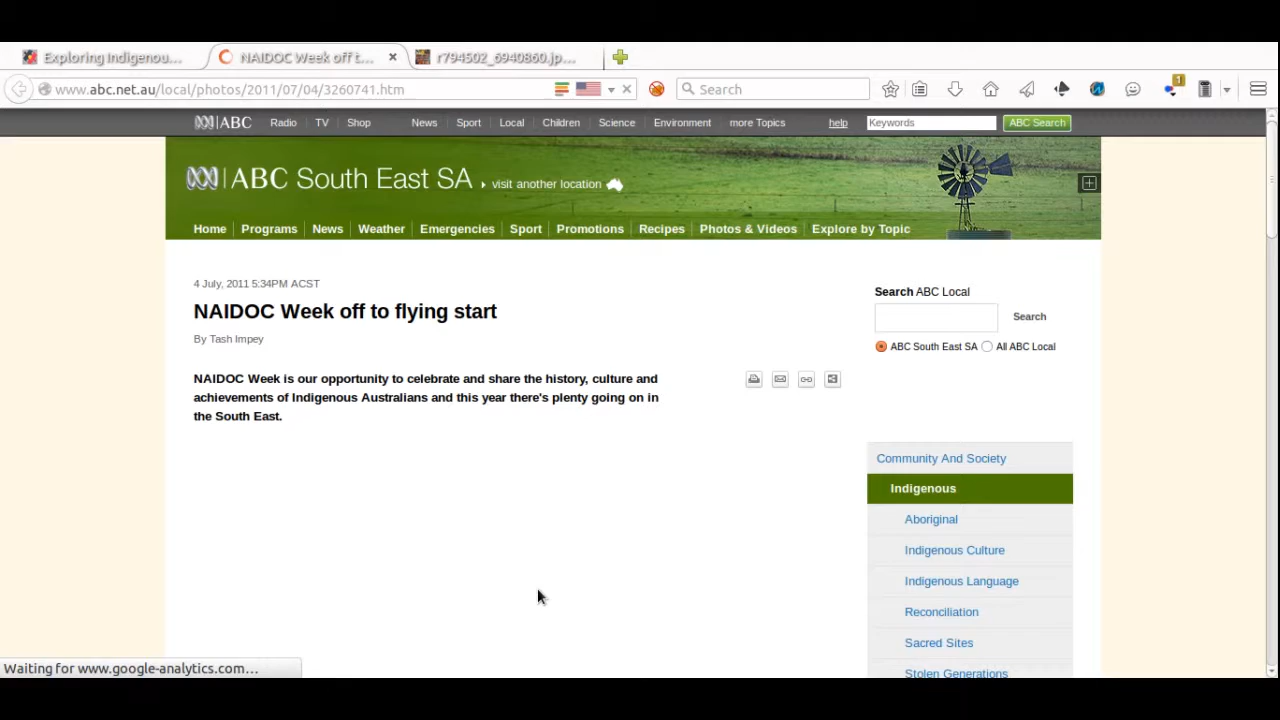 Exploring Indigenou...
NAIDOC Week off t...
r794502_6940860.jp...
www.abc.net.au/local/photos/2011/07/04/3260741.htm
Search
1
ABC
Radio
TV
Shop
News
Sport
Local
Children
Science
Environment
more Topics
help
Keywords
ABC Search
ABC South East SA
visit another location
Home
Programs
News
Weather
Emergencies
Sport
Promotions
Recipes
Photos & Videos
Explore by Topic
4 July, 2011 5:34PM ACST
NAIDOC Week off to flying start
By Tash Impey
NAIDOC Week is our opportunity to celebrate and share the history, culture and
achievements of Indigenous Australians and this year there's plenty going on in
the South East.
Search ABC Local
Search
ABC South East SA
All ABC Local
Community And Society
Indigenous
Aboriginal
Indigenous Culture
Indigenous Language
Reconciliation
Sacred Sites
Stolen Generations
Waiting for www.google-analytics.com...